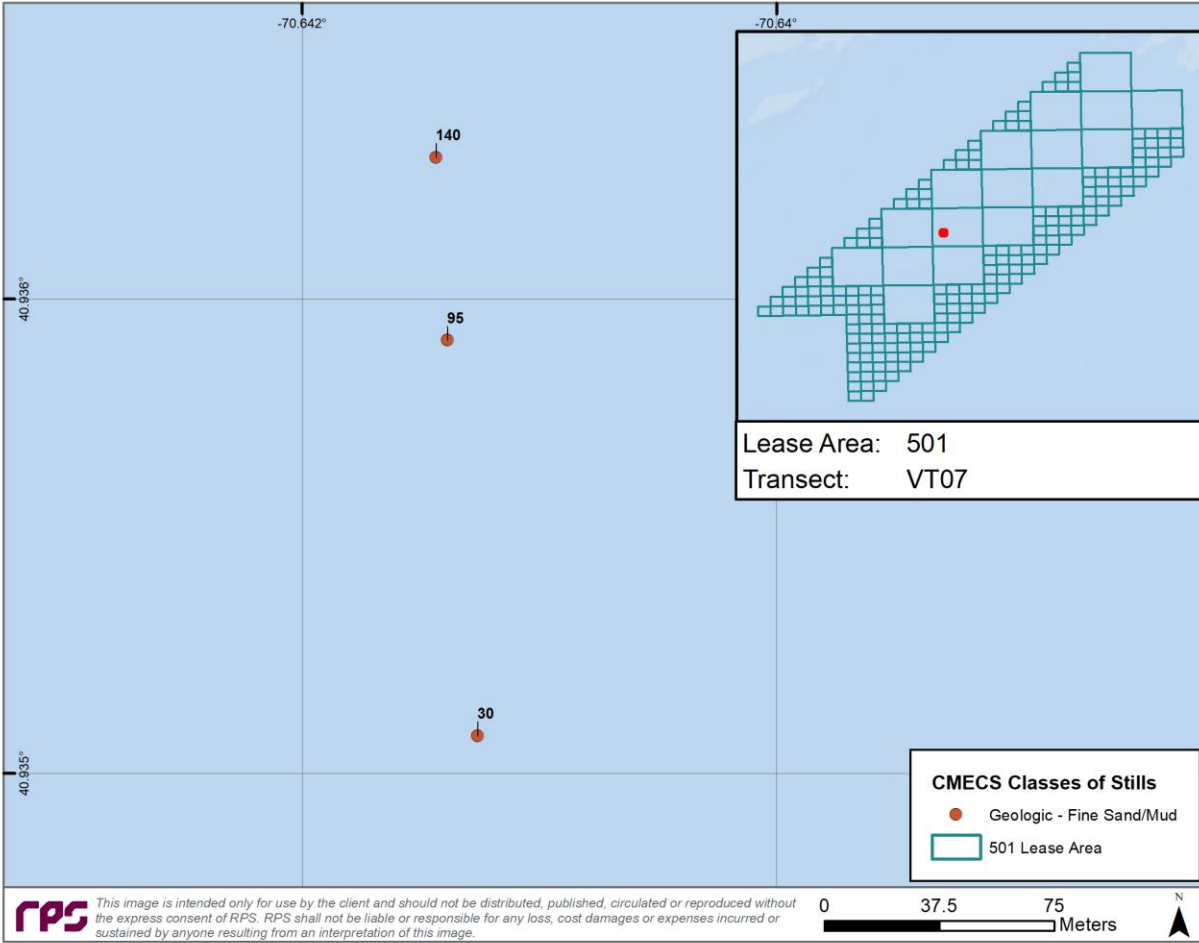 -70.642°
-70.64°
140
40.936°
95
Lease Area: 501
Transect: VT07
30
40.935°
CMECS Classes of Stills
Geologic - Fine Sand/Mud
501 Lease Area
rps
This image is intended only for use by the client and should not be distributed, published, circulated or reproduced without
the express consent of RPS. RPS shall not be liable or responsible for any loss, cost damages or expenses incurred or
sustained by anyone resulting from an interpretation of this image.
0 37.5 75
Meters
N